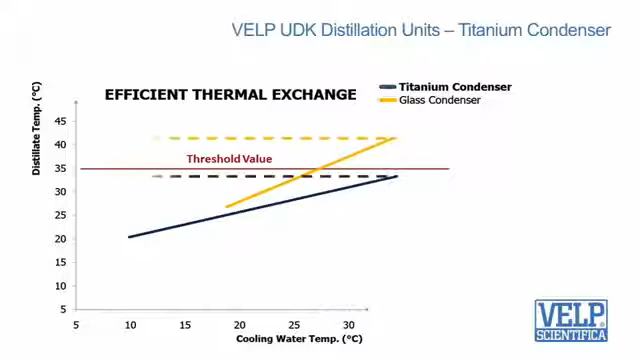 VELP UDK Distillation Units – Titanium Condenser
EFFICIENT THERMAL EXCHANGE
Titanium Condenser
Glass Condenser
Distillate Temp. (°C)
45
40
35
30
25
20
15
10
5
Threshold Value
5
10
15
20
25
30
Cooling Water Temp. (°C)
VELP
SCIENTIFICA